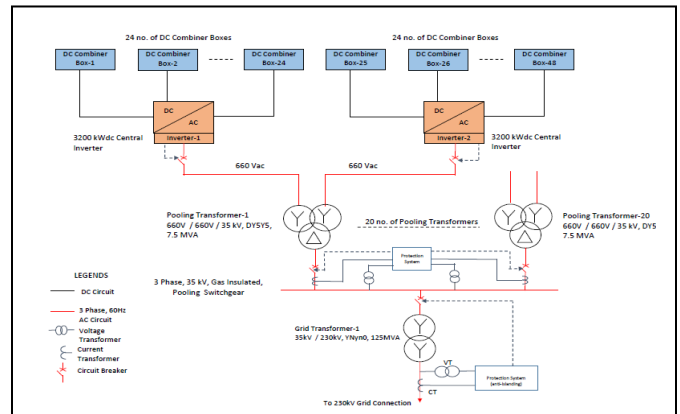 24 no. of DC Combiner Boxes
24 no. of DC Combiner Boxes
DC Combiner
Box-1
DC Combiner
Box-2
DC Combiner
Box-24
DC Combiner
Box-25
DC Combiner
Box-26
DC Combiner
Box-48
DC
AC
Inverter-1
DC
AC
Inverter-2
3200 kWdc Central
Inverter
3200 kWdc Central
Inverter
660 Vac
660 Vac
Pooling Transformer-1
660V / 660V / 35 kV, DY5Y5,
7.5 MVA
20 no. of Pooling Transformers
Pooling Transformer-20
660V / 660V / 35 kV, DY5
7.5 MVA
Protection
System
LEGENDS
DC Circuit
3 Phase, 60Hz
AC Circuit
Voltage
Transformer
Current
Transformer
Circuit Breaker
3 Phase, 35 kV, Gas Insulated,
Pooling Switchgear
Grid Transformer-1
35kV / 230kV, YNyn0, 125MVA
VT
CT
Protection System
(anti-islanding)
To 230kV Grid Connection